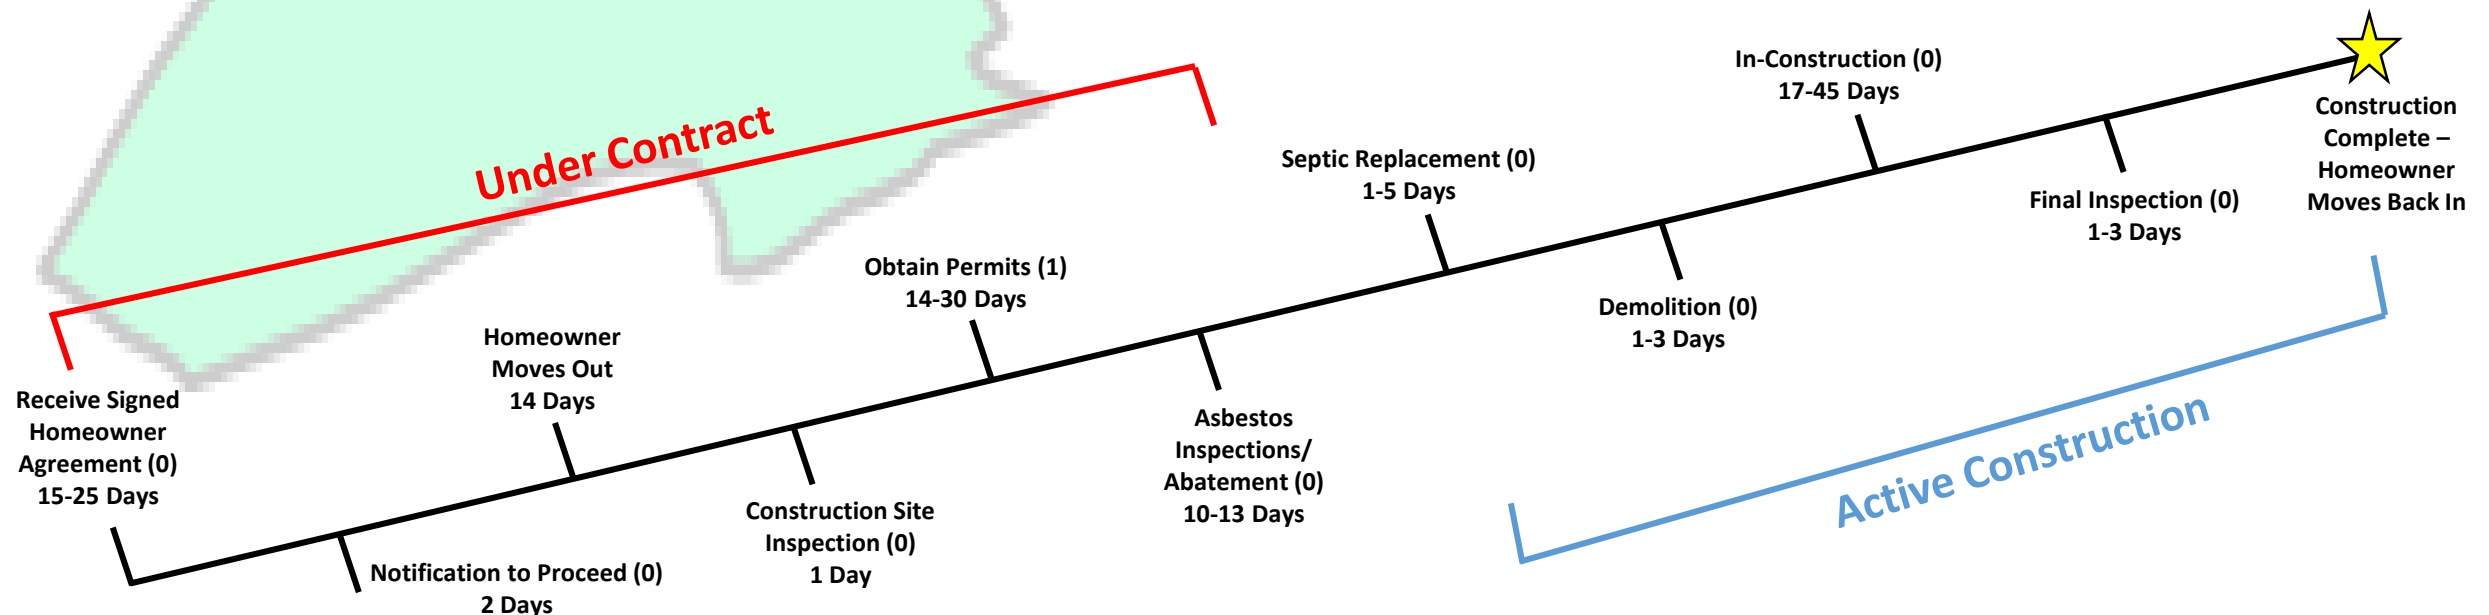 Under Contract
Receive Signed
Homeowner
Agreement (0)
15-25 Days
Notification to Proceed (0)
2 Days
Homeowner
Moves Out
14 Days
Construction Site
Inspection (0)
1 Day
Obtain Permits (1)
14-30 Days
Asbestos
Inspections/
Abatement (0)
10-13 Days
Septic Replacement (0)
1-5 Days
Demolition (0)
1-3 Days
In-Construction (0)
17-45 Days
Final Inspection (0)
1-3 Days
Construction
Complete –
Homeowner
Moves Back In
Active Construction